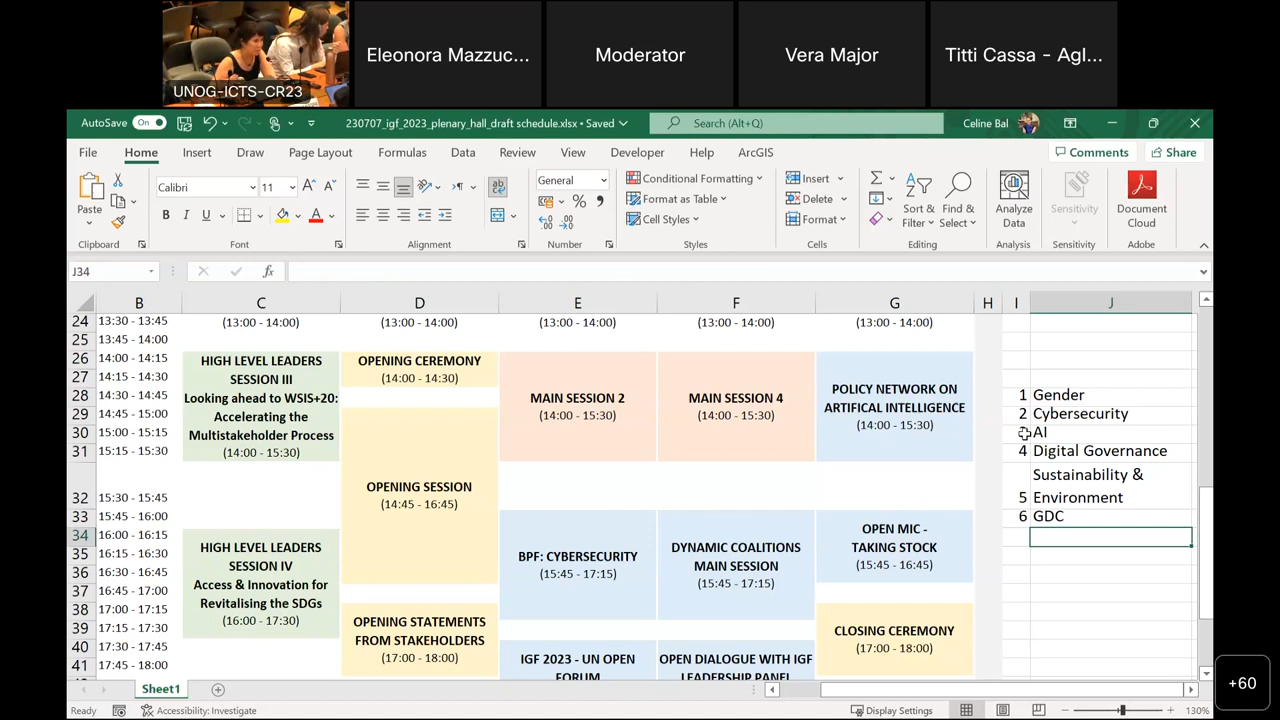 UNOG-ICTS-CR23
Eleonora Mazzuc...
Moderator
Vera Major
Titti Cassa - AgI...
AutoSave On
230707_igf_2023_plenary_hall_draft schedule.xlsx • Saved
Search (Alt+Q)
Celine Bal
File Home Insert Draw Page Layout Formulas Data Review View Developer Help ArcGIS
Comments
Share
Paste
Calibri 11
B I U
General
Conditional Formatting
Format as Table
Cell Styles
Insert
Delete
Format
Sort &
Filter
Find &
Select
Analyze
Data
Sensitivity
Document
Cloud
Clipboard Font Alignment Number Styles Cells Editing Analysis Sensitivity Adobe
J34
fx
B C D E F G H I J
24 13:30 - 13:45 (13:00 - 14:00) (13:00 - 14:00) (13:00 - 14:00) (13:00 - 14:00) (13:00 - 14:00)
25 13:45 - 14:00
26 14:00 - 14:15
27 14:15 - 14:30
28 14:30 - 14:45
29 14:45 - 15:00
30 15:00 - 15:15
31 15:15 - 15:30
32 15:30 - 15:45
33 15:45 - 16:00
34 16:00 - 16:15
35 16:15 - 16:30
36 16:30 - 16:45
37 16:45 - 17:00
38 17:00 - 17:15
39 17:15 - 17:30
40 17:30 - 17:45
41 17:45 - 18:00
HIGH LEVEL LEADERS
SESSION III
Looking ahead to WSIS+20:
Accelerating the
Multistakeholder Process
(14:00 - 15:30)
HIGH LEVEL LEADERS
SESSION IV
Access & Innovation for
Revitalising the SDGs
(16:00 - 17:30)
OPENING CEREMONY
(14:00 - 14:30)
OPENING SESSION
(14:45 - 16:45)
OPENING STATEMENTS
FROM STAKEHOLDERS
(17:00 - 18:00)
MAIN SESSION 2
(14:00 - 15:30)
BPF: CYBERSECURITY
(15:45 - 17:15)
IGF 2023 - UN OPEN
FORUM
MAIN SESSION 4
(14:00 - 15:30)
DYNAMIC COALITIONS
MAIN SESSION
(15:45 - 17:15)
OPEN DIALOGUE WITH IGF
LEADERSHIP PANEL
POLICY NETWORK ON
ARTIFICAL INTELLIGENCE
(14:00 - 15:30)
OPEN MIC -
TAKING STOCK
(15:45 - 16:45)
CLOSING CEREMONY
(17:00 - 18:00)
1 Gender
2 Cybersecurity
AI
4 Digital Governance
Sustainability &
5 Environment
6 GDC
Sheet1
Ready
Accessibility: Investigate
Display Settings
130%
+60